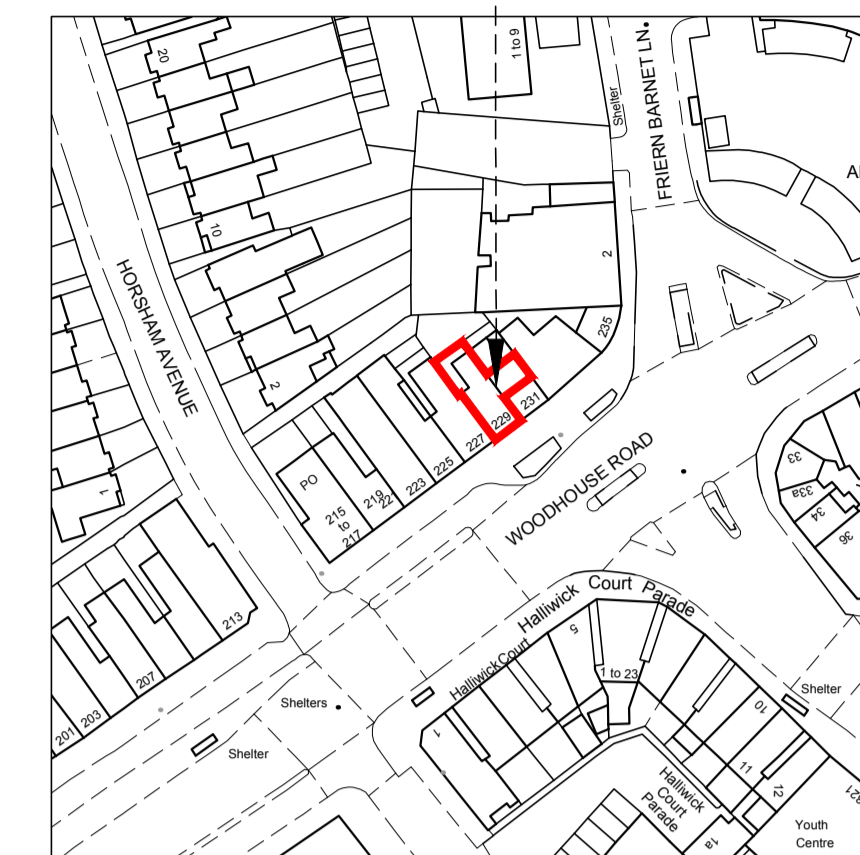 20
1 to 9
Shelter
FRIERN BARNET LN.
10
2
HORSHAM AVENUE
2
235
231
229
227
225
223
219
PO
215
to
217
1
WOODHOUSE ROAD
33
33a
34
36
213
207
203
201
Halliwick Court Parade
Halliwick Court
5
1 to 23
Shelters
Shelter
Shelter
1
10
11
12
Halliwick
Court
Parade
1a
Youth
Centre